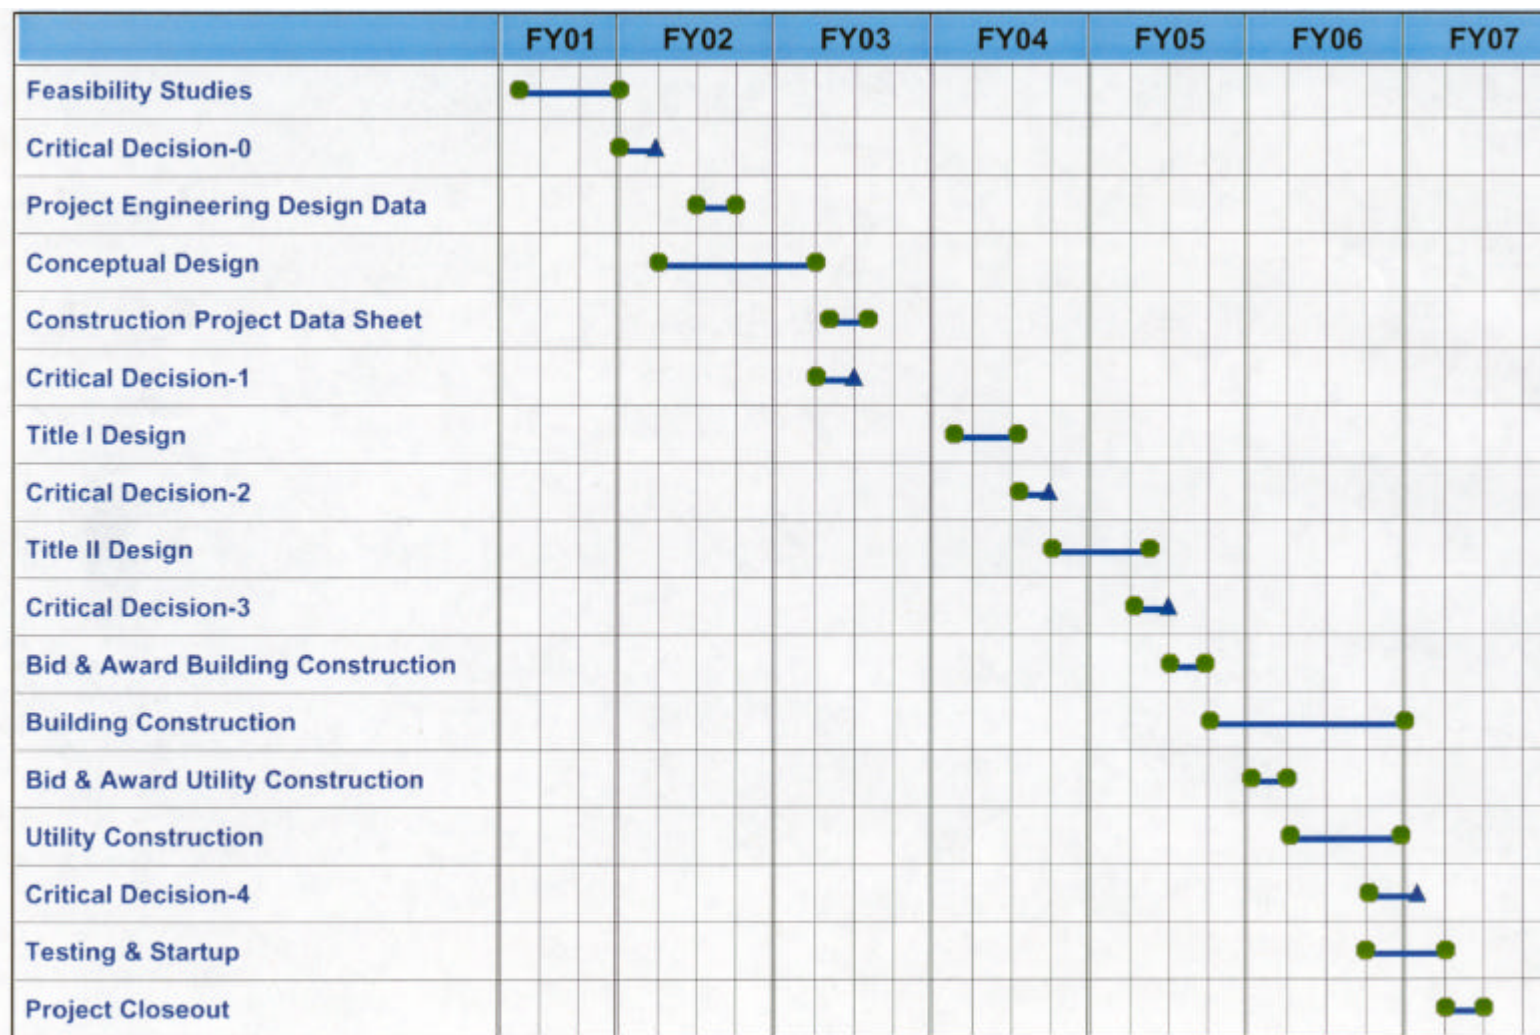 FY01 FY02 FY03 FY04 FY05 FY06 FY07
Feasibility Studies
Critical Decision-0
Project Engineering Design Data
Conceptual Design
Construction Project Data Sheet
Critical Decision-1
Title I Design
Critical Decision-2
Title II Design
Critical Decision-3
Bid & Award Building Construction
Building Construction
Bid & Award Utility Construction
Utility Construction
Critical Decision-4
Testing & Startup
Project Closeout